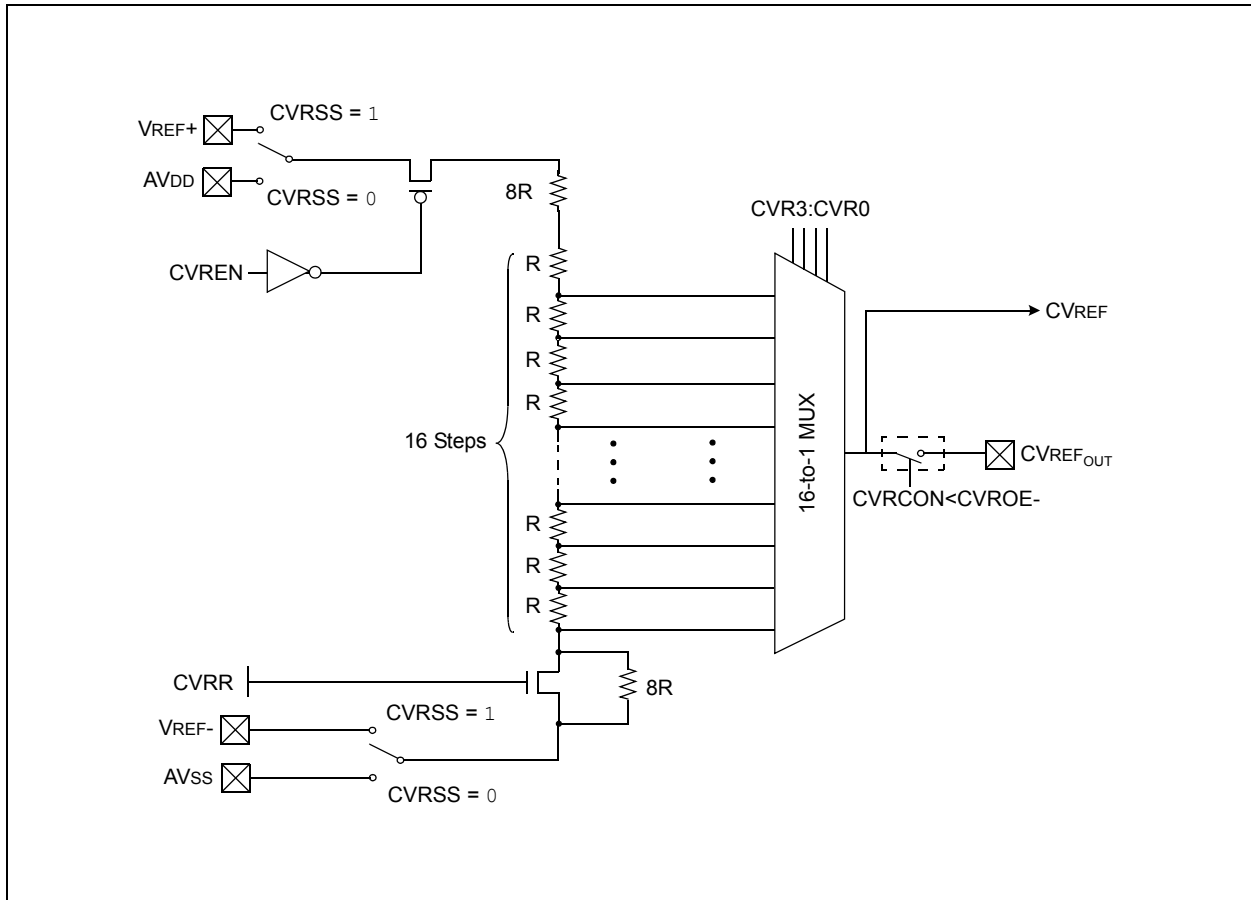 CVRSS = 1
VREF+
AVDD
CVRSS = 0
8R
CVREN
CVR3:CVR0
R
R
R
R
16 Steps
R
R
R
16-to-1 MUX
CVREF
CVREFOUT
CVRCON<CVROE-
CVRR
8R
CVRSS = 1
VREF-
AVSS
CVRSS = 0